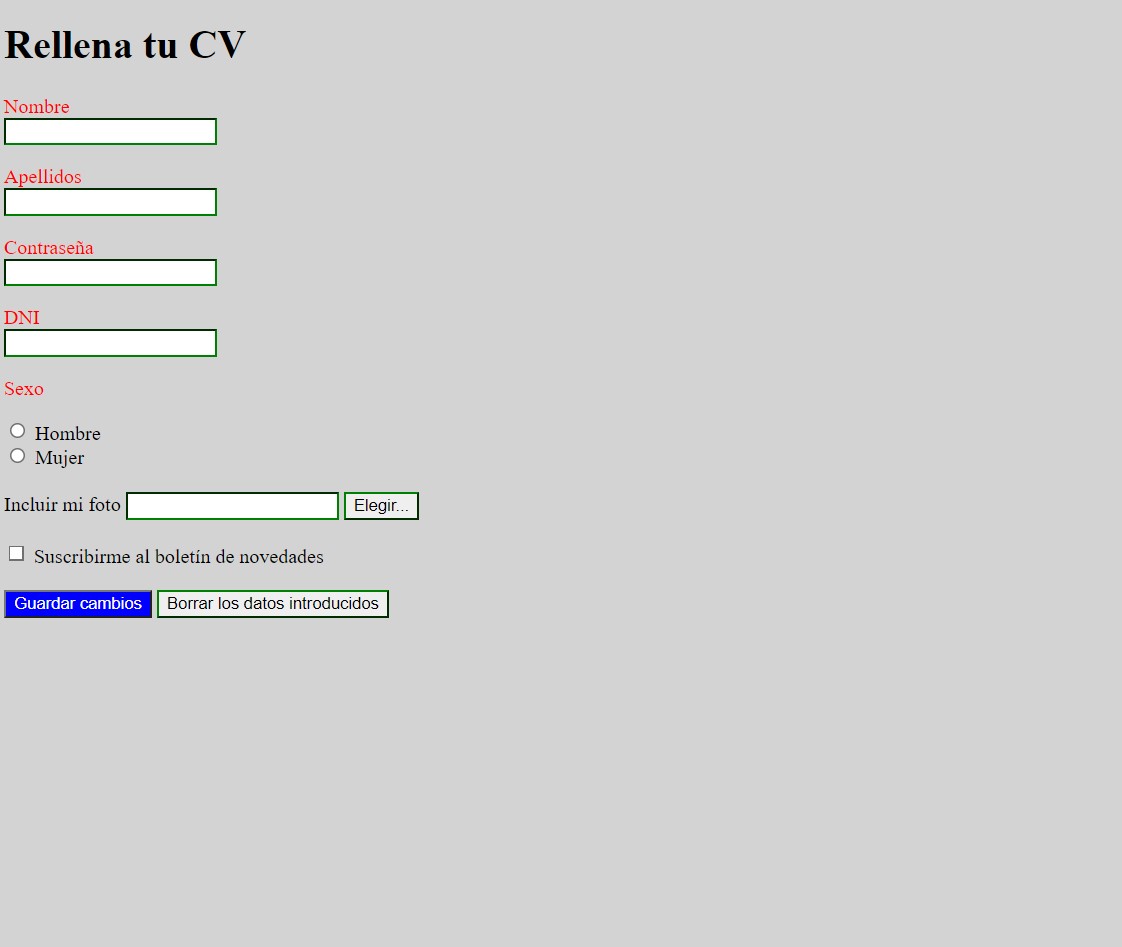 Rellena tu CV
Nombre
Apellidos
Contraseña
DNI
Sexo
Hombre
Mujer
Incluir mi foto Elegir...
Suscribirme al boletín de novedades
Guardar cambios Borrar los datos introducidos